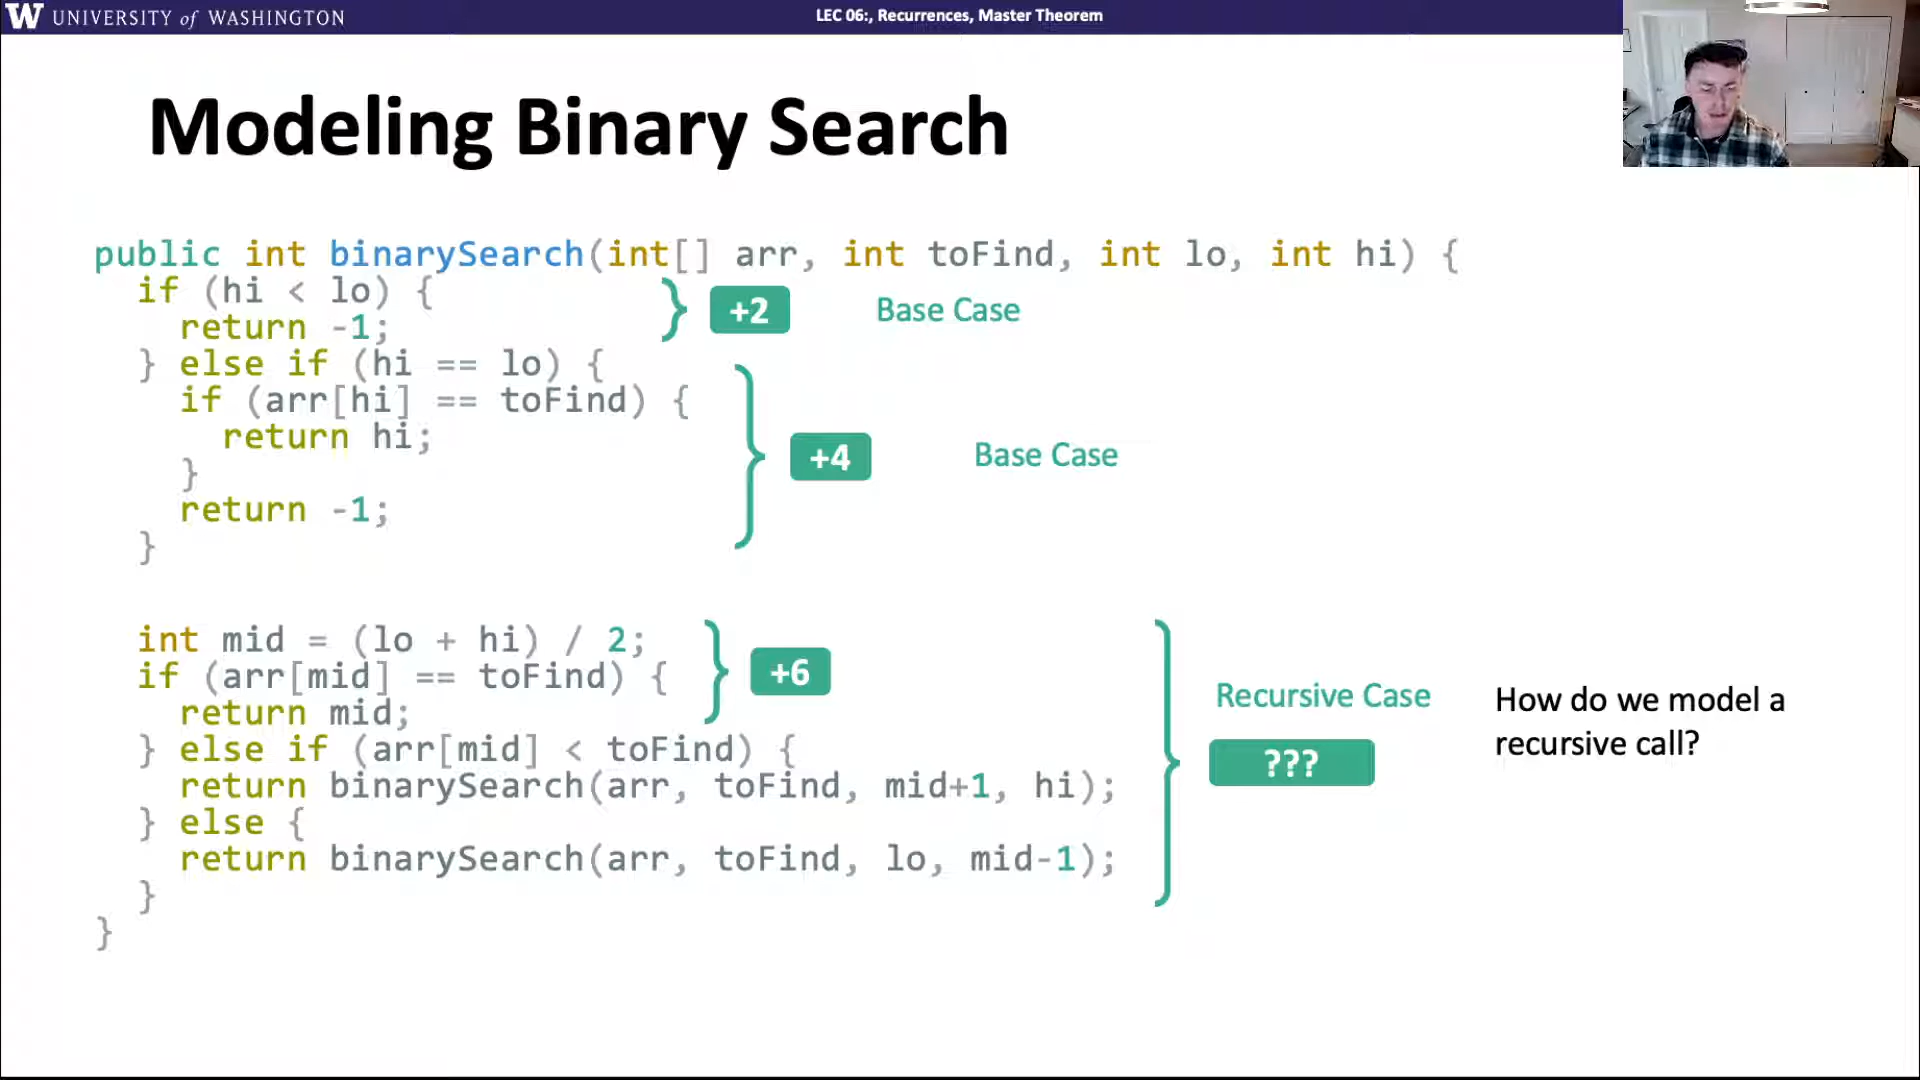 W UNIVERSITY of WASHINGTON
LEC 06:, Recurrences, Master Theorem
Modeling Binary Search
public int binarySearch(int[] arr, int toFind, int lo, int hi) {
if (hi < lo) {
return -1;
} else if (hi == lo) {
if (arr[hi] == toFind) {
return hi;
}
return -1;
}
+2
Base Case
+4
Base Case
int mid = (lo + hi) / 2;
if (arr[mid] == toFind) {
return mid;
} else if (arr[mid] < toFind) {
return binarySearch(arr, toFind, mid+1, hi);
} else {
return binarySearch(arr, toFind, lo, mid-1);
}
}
+6
Recursive Case
???
How do we model a
recursive call?